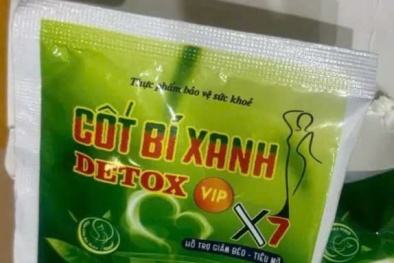 Thực phẩm bảo vệ sức khoẻ
CỐT BÍ XANH
DETOX VIP
X7
HỖ TRỢ GIẢM BÉO - TIÊU MỠ